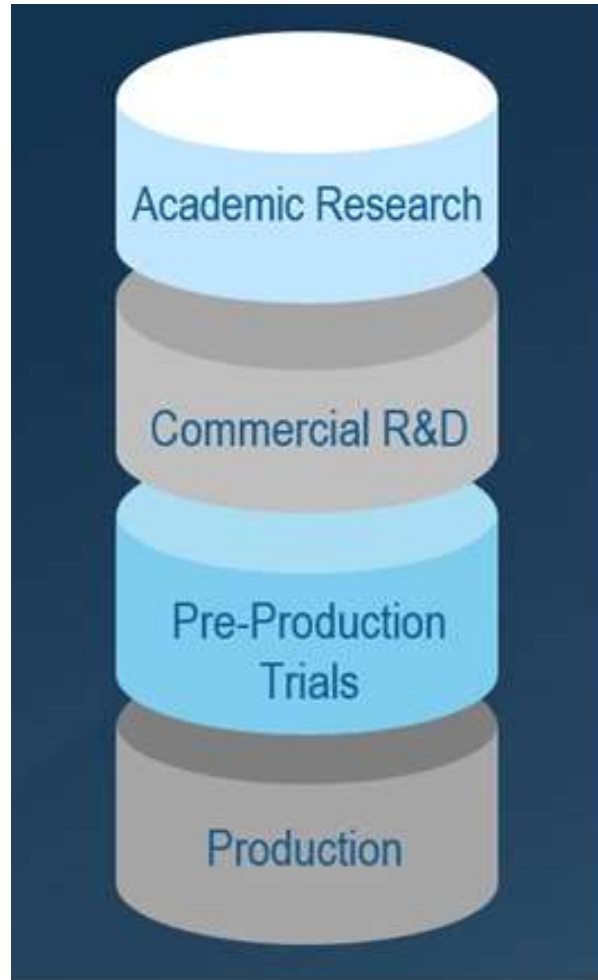 Academic Research
Commercial R&D
Pre-Production
Trials
Production